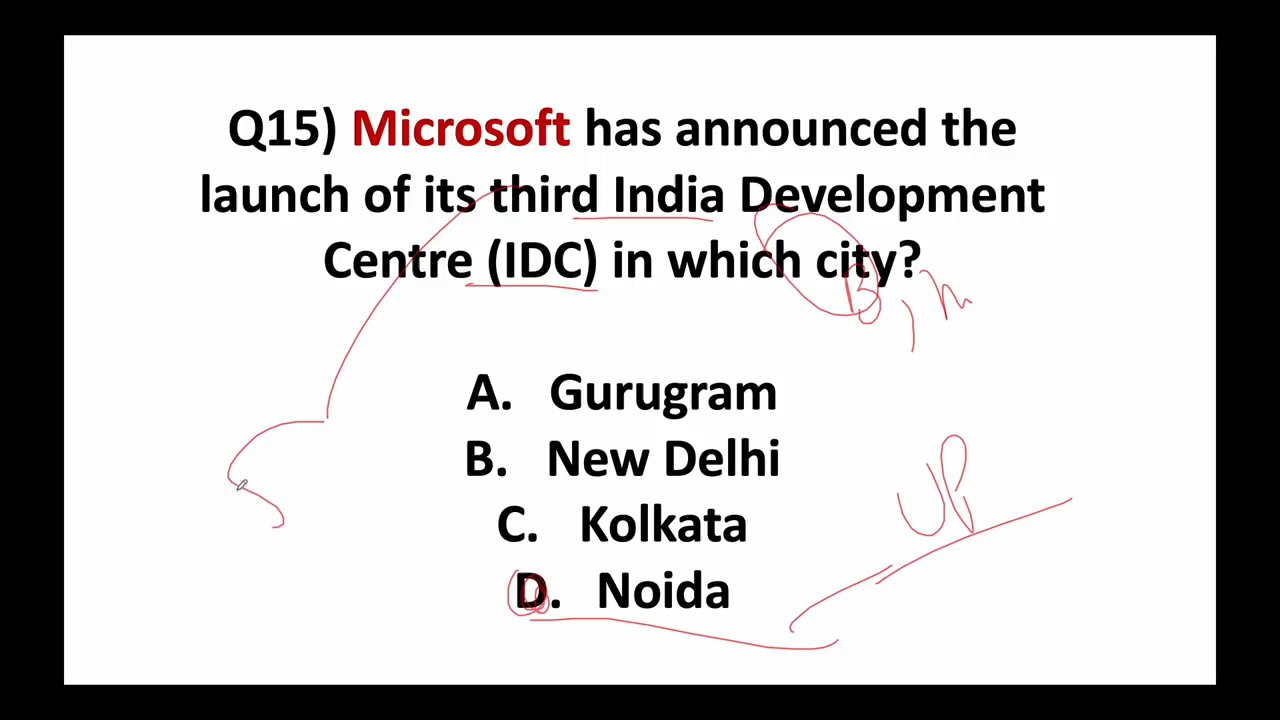 Q15) Microsoft has announced the
launch of its third India Development
Centre (IDC) in which city?
B, M
A. Gurugram
B. New Delhi
UP
C. Kolkata
D. Noida